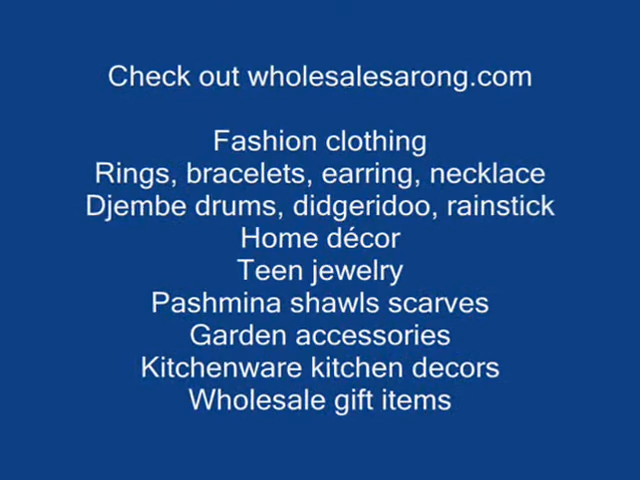 Check out wholesalesarong.com
Fashion clothing
Rings, bracelets, earring, necklace
Djembe drums, didgeridoo, rainstick
Home décor
Teen jewelry
Pashmina shawls scarves
Garden accessories
Kitchenware kitchen decors
Wholesale gift items